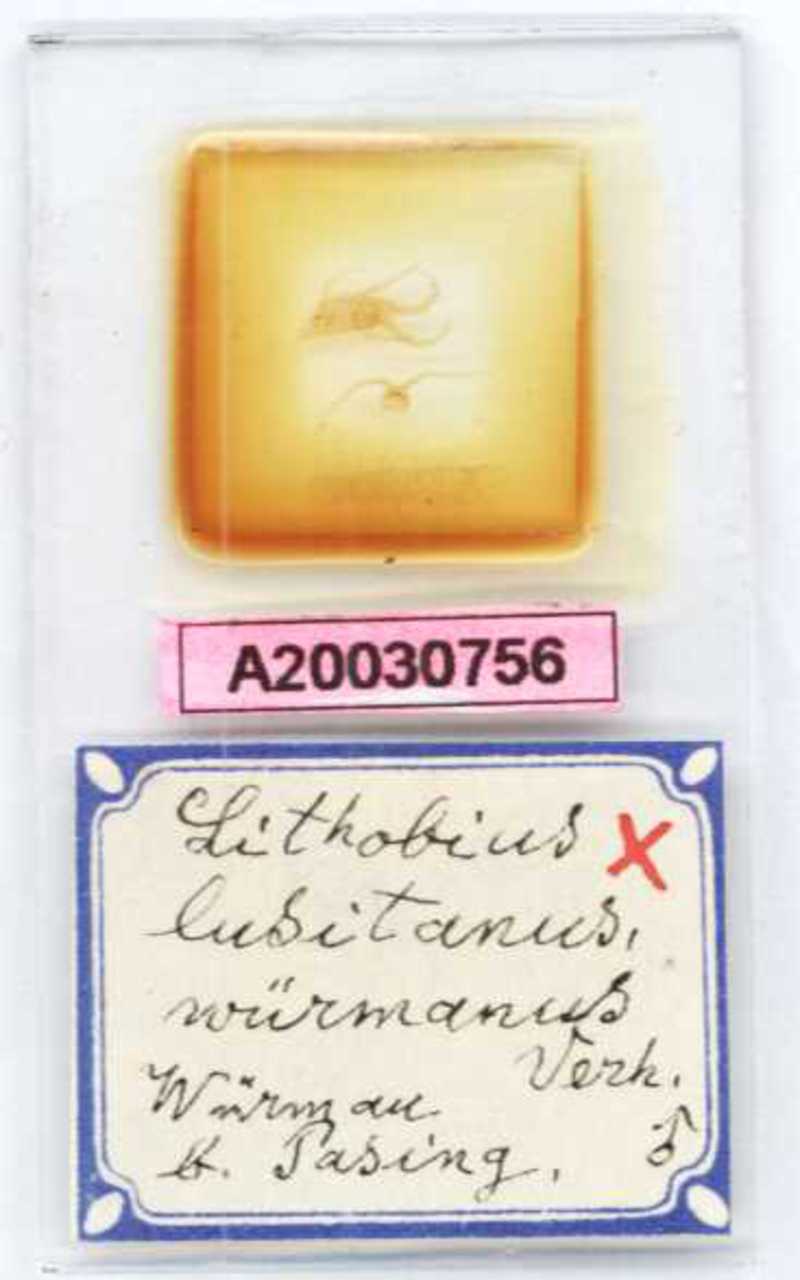 A20030756
Lithobius X
lusitanus,
würmanus
Verh.
Würmau
b. Pasing. ♂